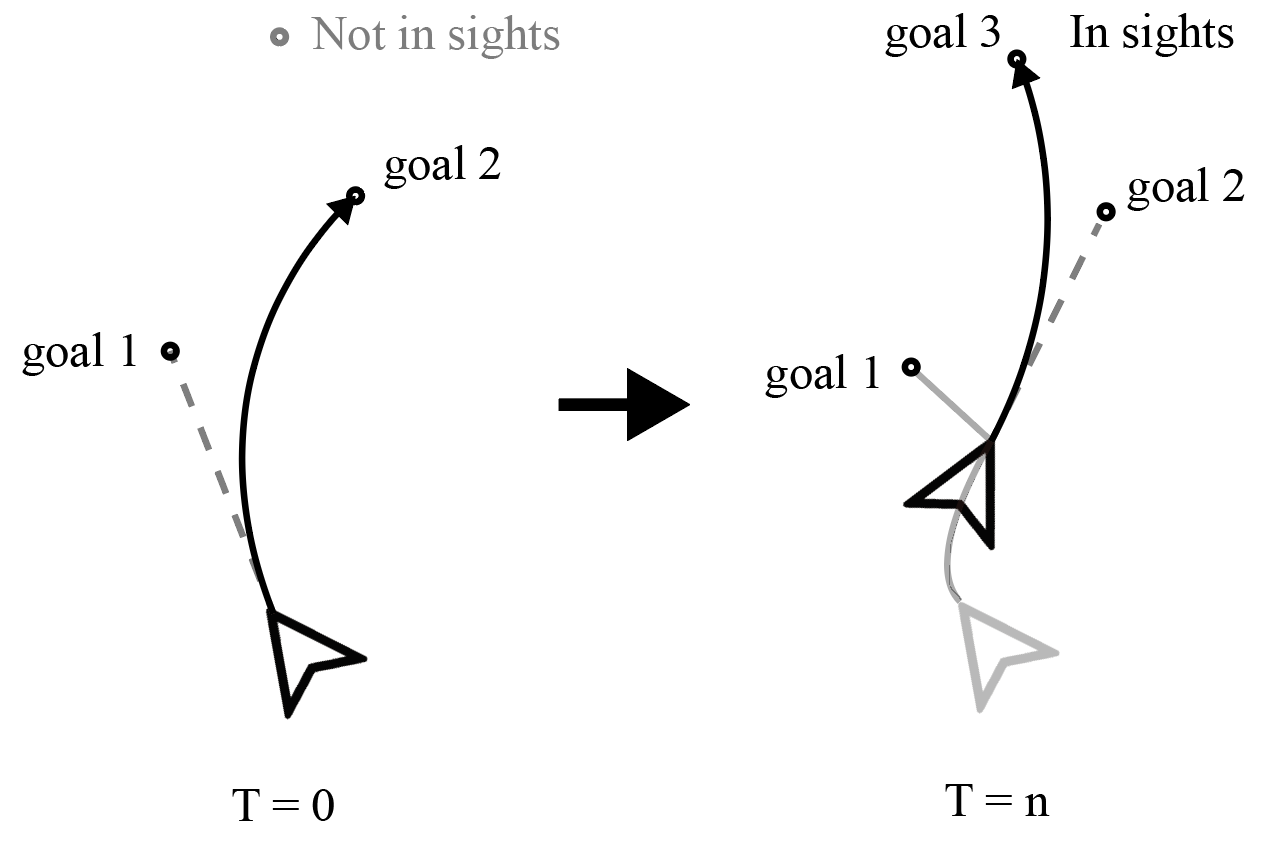 Not in sights
goal 2
goal 1
T = 0
goal 3
In sights
goal 2
goal 1
T = n